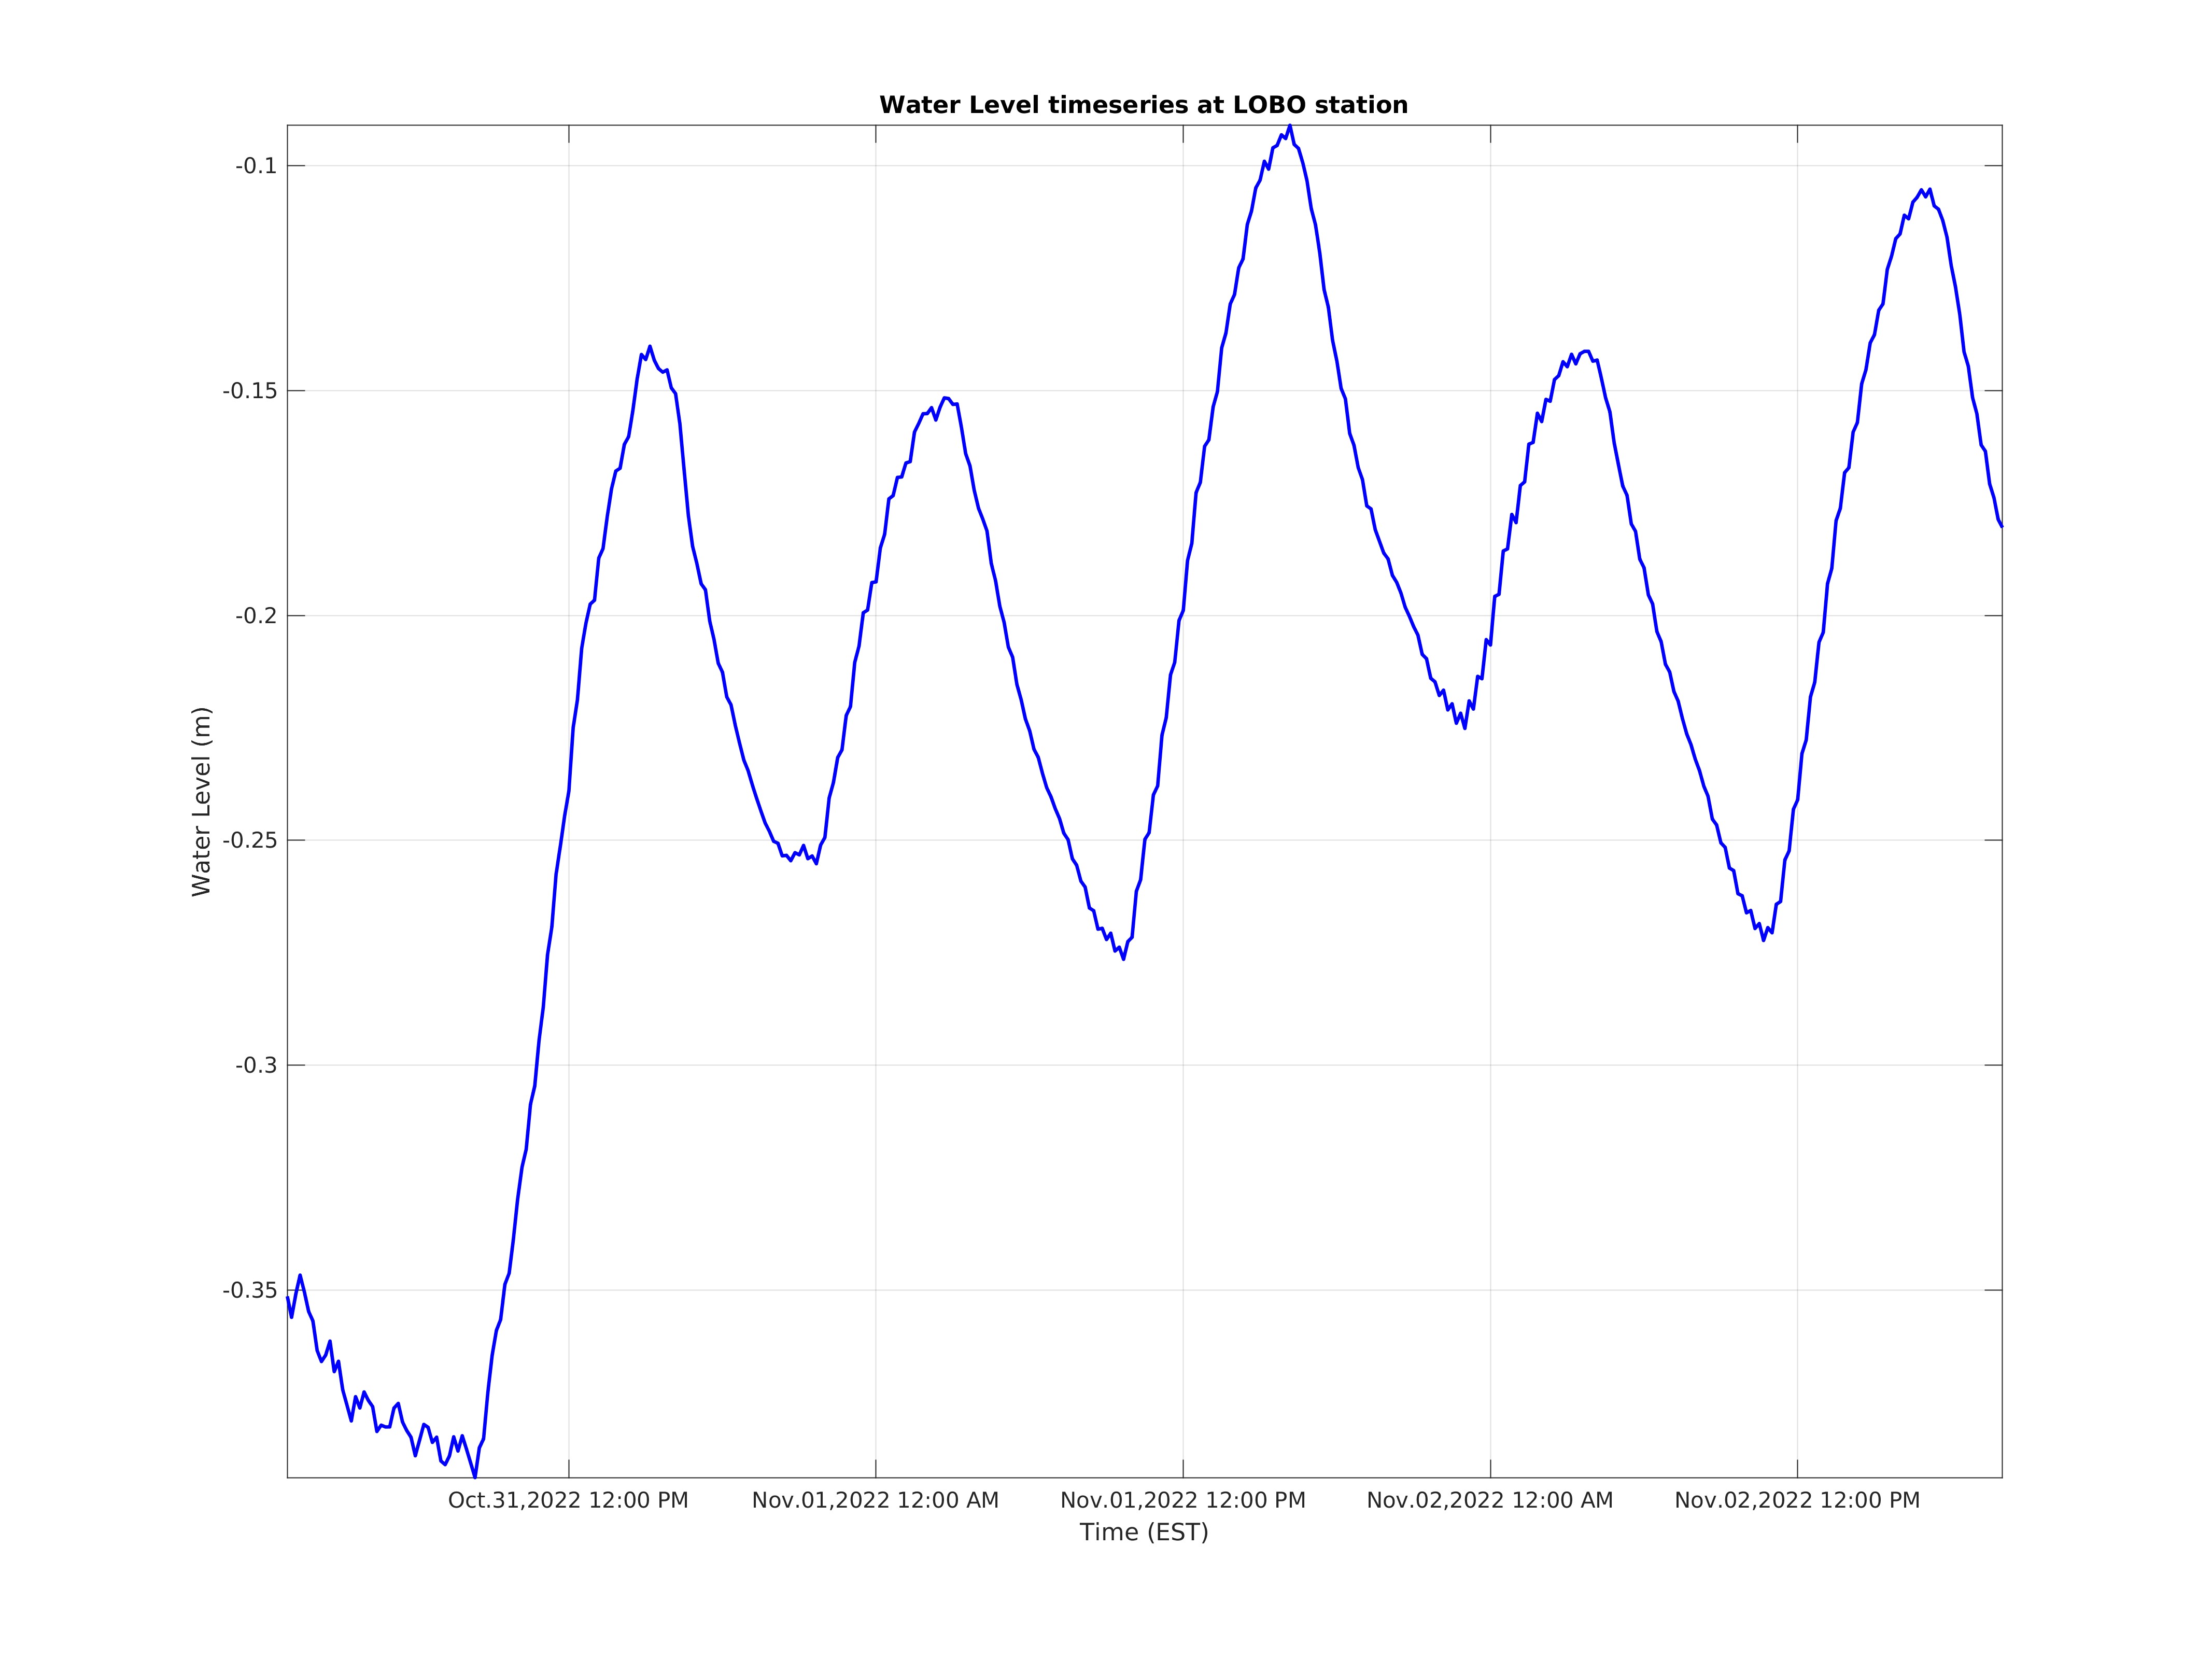 Water Level timeseries at LOBO station
-0.1
-0.15
-0.2
-0.25
-0.3
-0.35
Water Level (m)
Oct.31,2022 12:00 PM
Nov.01,2022 12:00 AM
Nov.01,2022 12:00 PM
Nov.02,2022 12:00 AM
Nov.02,2022 12:00 PM
Time (EST)